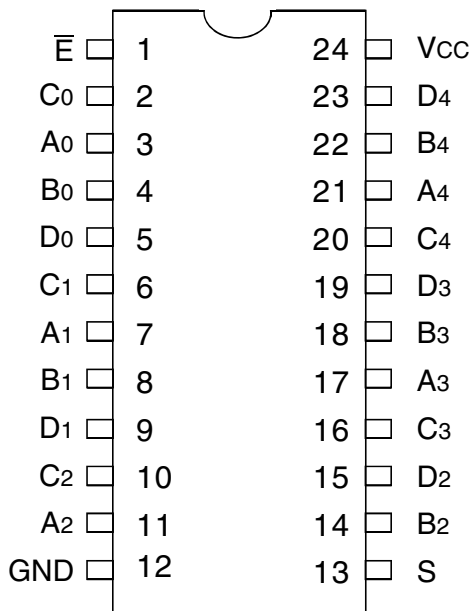 E̅ 1 24 VCC
C0 2 23 D4
A0 3 22 B4
B0 4 21 A4
D0 5 20 C4
C1 6 19 D3
A1 7 18 B3
B1 8 17 A3
D1 9 16 C3
C2 10 15 D2
A2 11 14 B2
GND 12 13 S